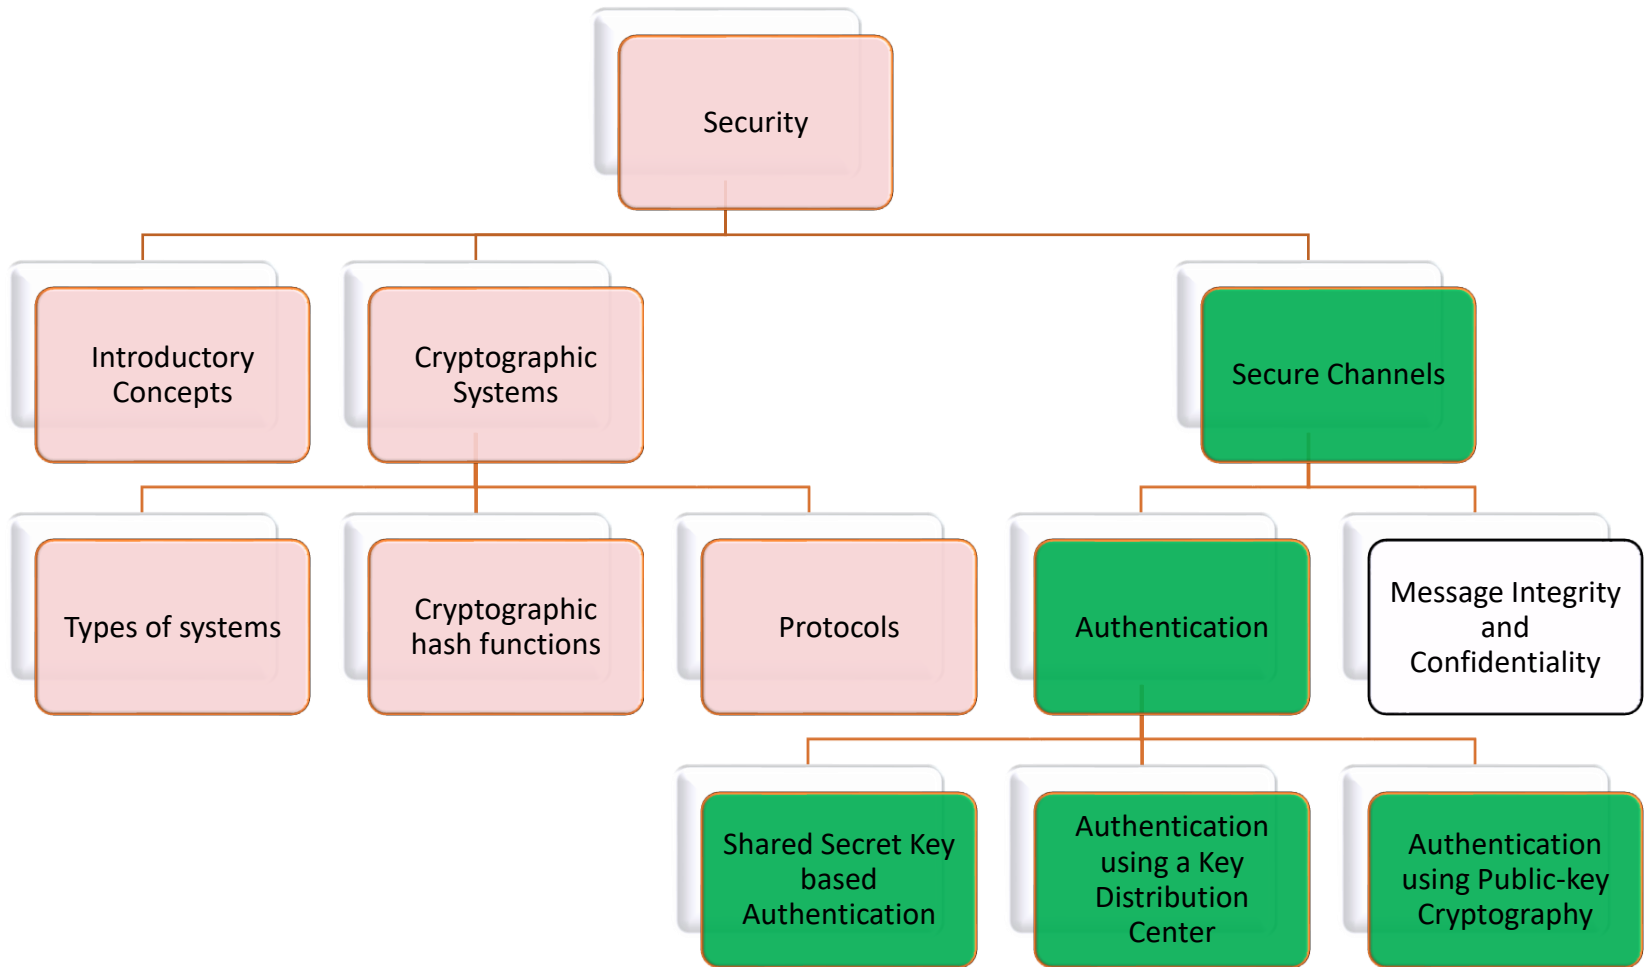 Security
Introductory
Concepts
Cryptographic
Systems
Secure Channels
Types of systems
Cryptographic
hash functions
Protocols
Authentication
Message Integrity
and
Confidentiality
Shared Secret Key
based
Authentication
Authentication
using a Key
Distribution
Center
Authentication
using Public-key
Cryptography